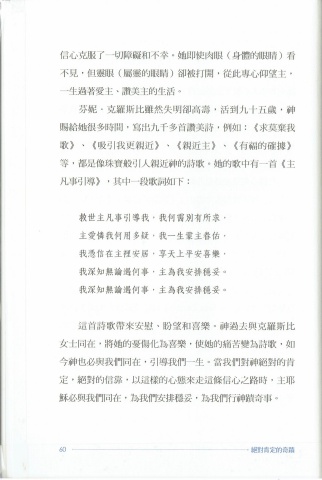 信心克服了一切障礙和不幸。她即使肉眼（身體的眼睛）看
不見，但靈眼（屬靈的眼睛）卻被打開，從此專心仰望主，
一生過著愛主、讚美主的生活。
芬妮．克羅斯比雖然失明卻高壽，活到九十五歲，神
賜給她很多時間，寫出九千多首讚美詩，例如：《求莫棄我
歌》、《吸引我更親近》、《親近主》、《有福的確據》
等，都是像珠寶般引人親近神的詩歌。她的歌中有一首《主
凡事引導》，其中一段歌詞如下：
救世主凡事引導我，我何需別有所求，
主愛憐我何用多疑，我一生蒙主眷佑，
我憑信在主裡安居，享天上平安喜樂，
我深知無論遇何事，主為我安排穩妥。
我深知無論遇何事，主為我安排穩妥。
這首詩歌帶來安慰、盼望和喜樂。神過去與克羅斯比
女士同在，將她的憂傷化為喜樂，使她的痛苦變為詩歌，如
今神也必與我們同在，引導我們一生。當我們對神絕對的肯
定，絕對的信靠，以這樣的心態來走這條信心之路時，主耶
穌必與我們同在，為我們安排穩妥，為我們行神蹟奇事。
60 絕對肯定的奇蹟